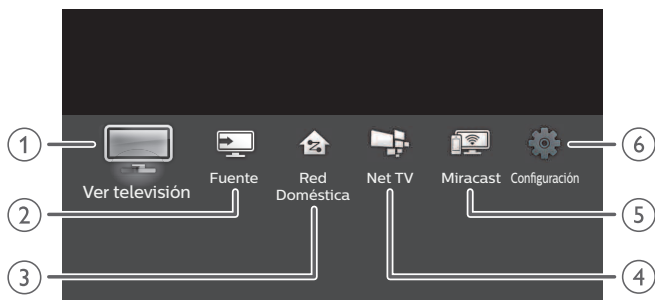 1
6
Ver televisión
Fuente
Red
Doméstica
Net TV
Miracast
Configuración
2
5
3
4